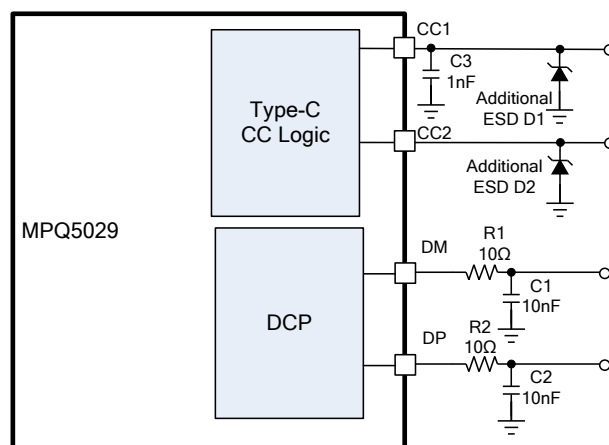 CC1
C3
1nF
Additional
ESD D1
Type-C
CC Logic
CC2
Additional
ESD D2
MPQ5029
DM
R1
10Ω
C1
10nF
DCP
DP
R2
10Ω
C2
10nF